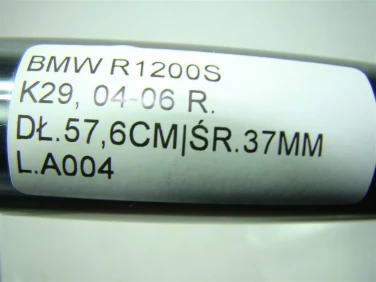 BMW R1200S
K29, 04-06 R.
DŁ.57,6CM|ŚR.37MM
L.A004